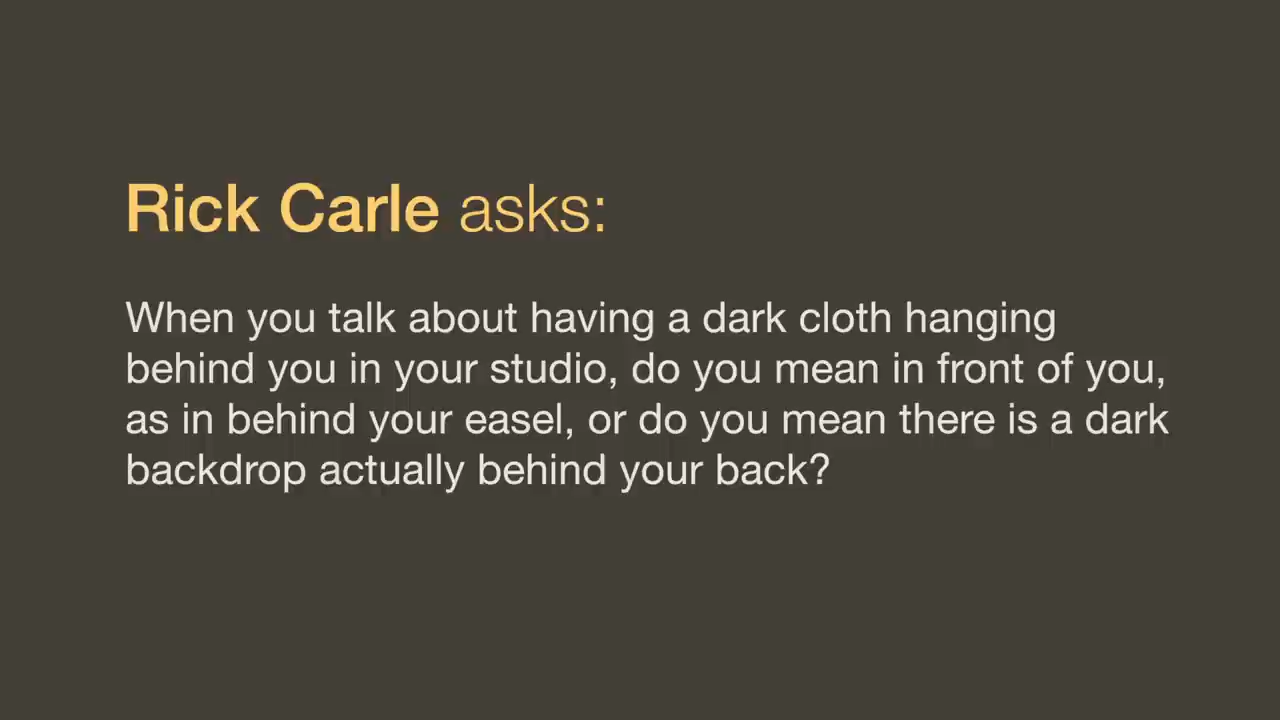 Rick Carle asks:
When you talk about having a dark cloth hanging
behind you in your studio, do you mean in front of you,
as in behind your easel, or do you mean there is a dark
backdrop actually behind your back?